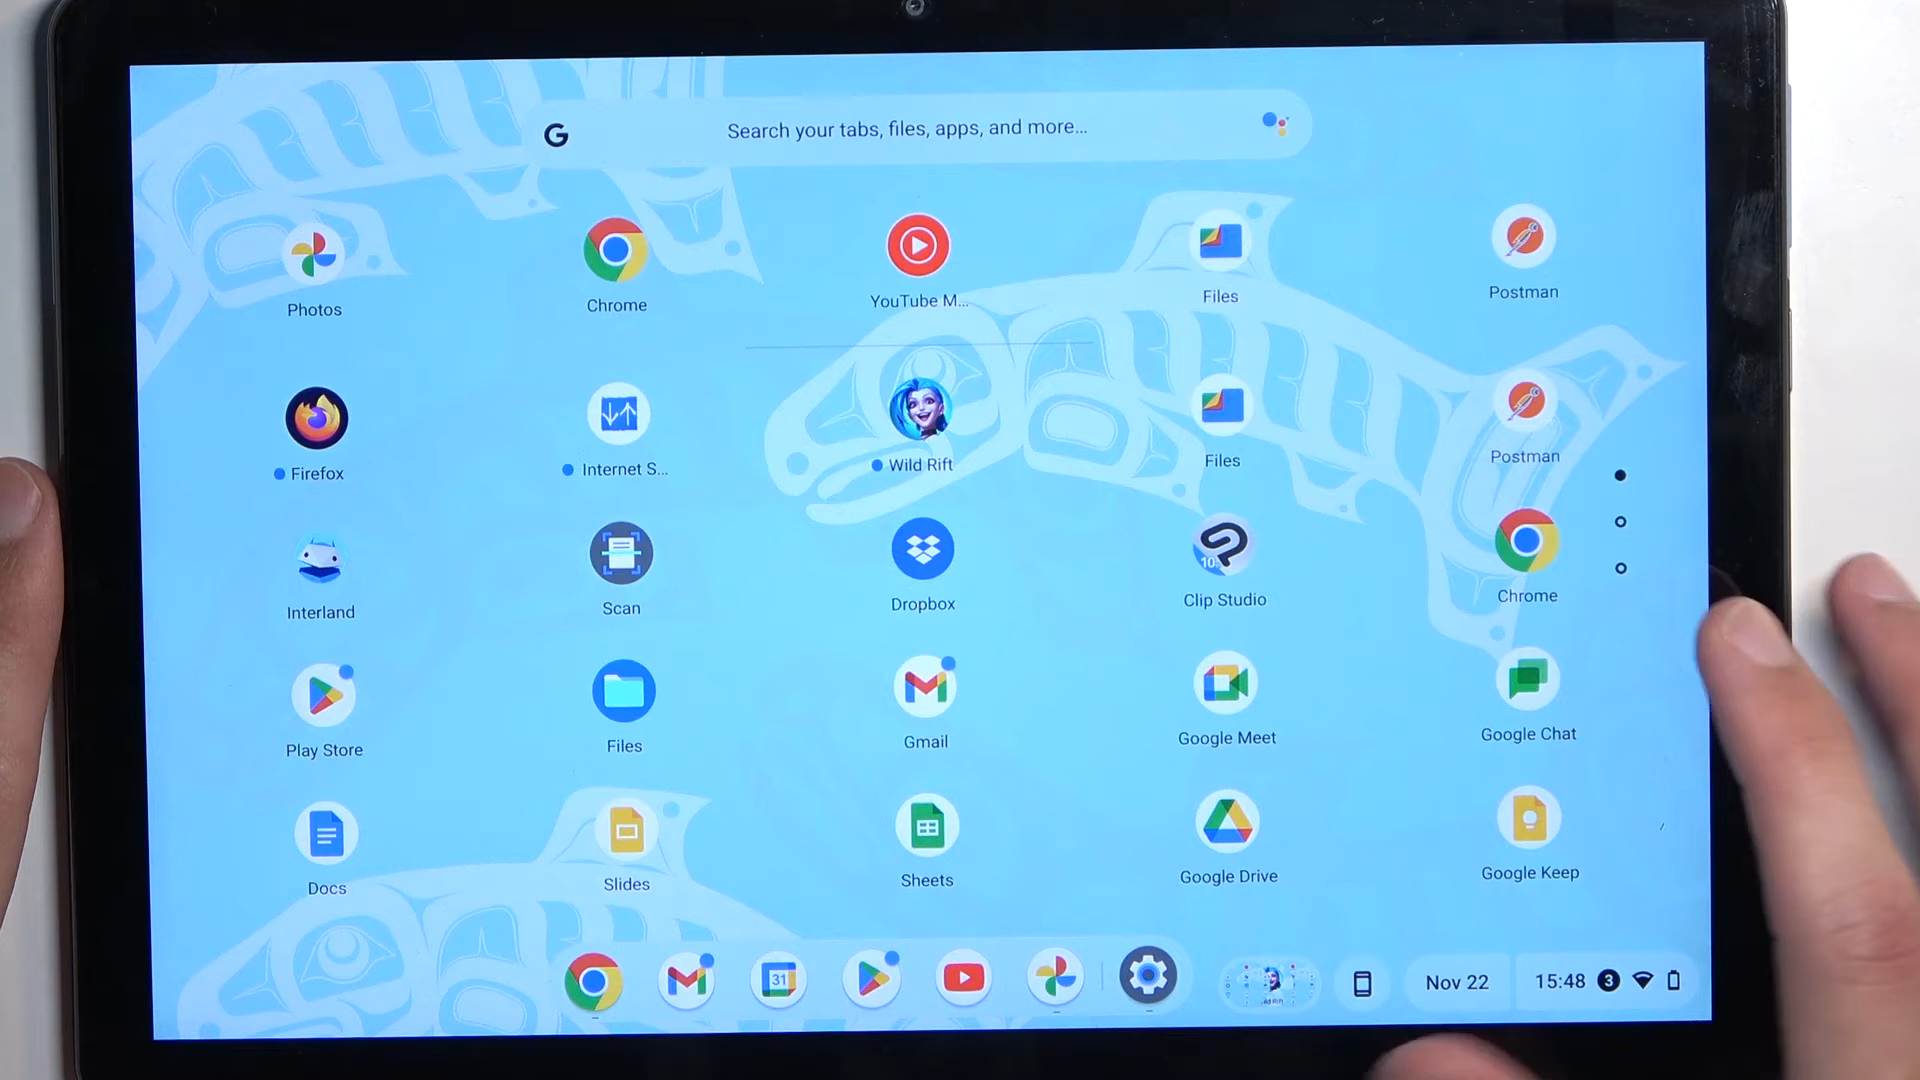 G Search your tabs, files, apps, and more...
Photos Chrome YouTube M... Files Postman
Firefox Internet S... Wild Rift Files Postman
Interland Scan Dropbox Clip Studio Chrome
Play Store Files Gmail Google Meet Google Chat
Docs Slides Sheets Google Drive Google Keep
31 Nov 22 15:48 3